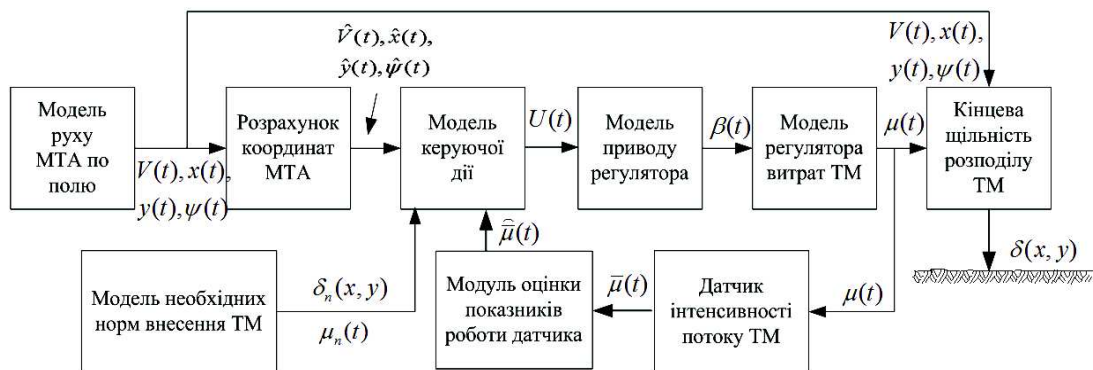 V̂(t), x̂(t),
ŷ(t), ψ̂(t)
V(t), x(t),
y(t), ψ(t)
Модель
руху
МТА по
полю
V(t), x(t),
y(t), ψ(t)
Розрахунок
координат
МТА
Модель
керуючої
дії
U(t)
Модель
приводу
регулятора
β(t)
Модель
регулятора
витрат ТМ
μ(t)
Кінцева
щільність
розподілу
ТМ
δ(x, y)
Модель необхідних
норм внесення ТМ
δₙ(x, y)
μₙ(t)
μ̄̂(t)
Модуль оцінки
показників
роботи датчика
μ̄(t)
Датчик
інтенсивності
потоку ТМ
μ(t)